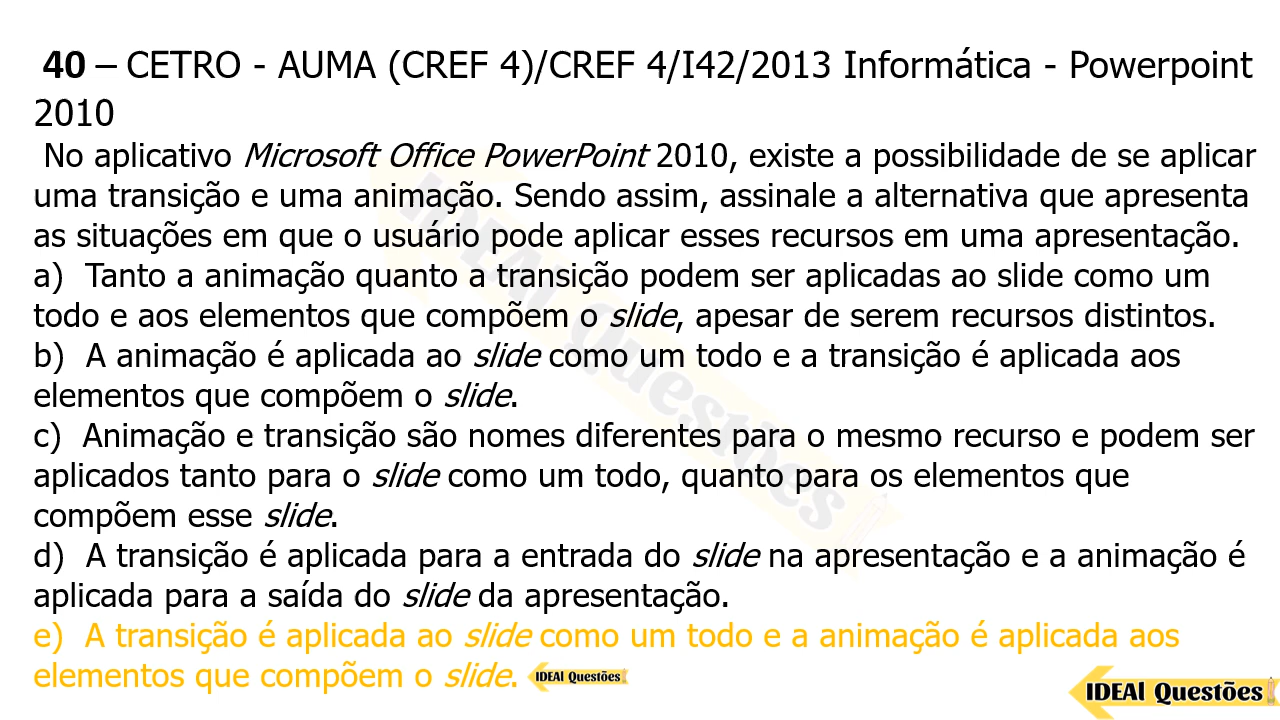 40 – CETRO - AUMA (CREF 4)/CREF 4/I42/2013 Informática - Powerpoint
2010
No aplicativo Microsoft Office PowerPoint 2010, existe a possibilidade de se aplicar
uma transição e uma animação. Sendo assim, assinale a alternativa que apresenta
as situações em que o usuário pode aplicar esses recursos em uma apresentação.
a) Tanto a animação quanto a transição podem ser aplicadas ao slide como um
todo e aos elementos que compõem o slide, apesar de serem recursos distintos.
b) A animação é aplicada ao slide como um todo e a transição é aplicada aos
elementos que compõem o slide.
c) Animação e transição são nomes diferentes para o mesmo recurso e podem ser
aplicados tanto para o slide como um todo, quanto para os elementos que
compõem esse slide.
d) A transição é aplicada para a entrada do slide na apresentação e a animação é
aplicada para a saída do slide da apresentação.
e) A transição é aplicada ao slide como um todo e a animação é aplicada aos
elementos que compõem o slide. IDEAl Questões
IDEAl Questões
IDEAl Questões